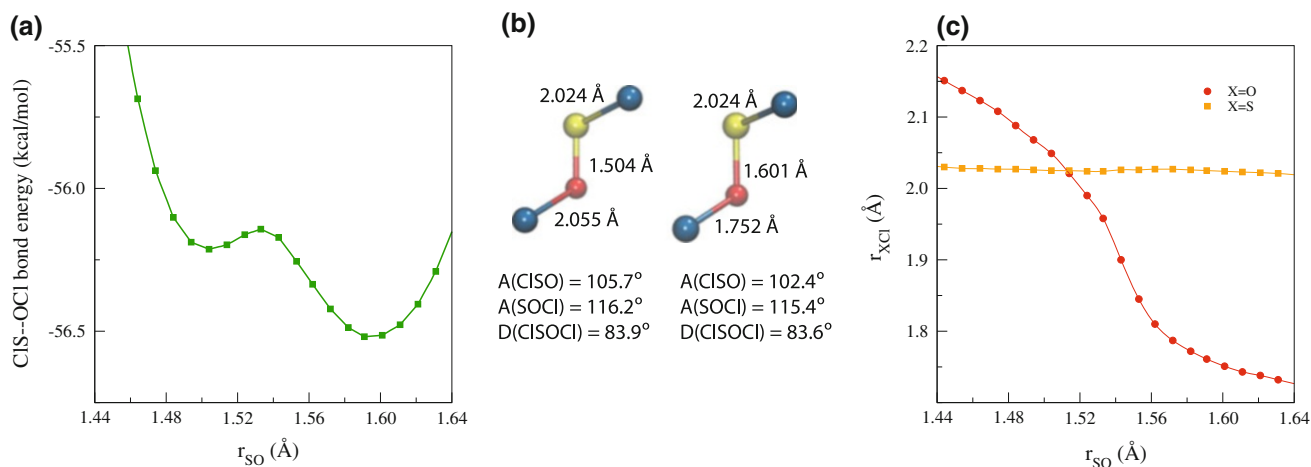 (a)
-55.5
-56.0
-56.5
ClS--OCl bond energy (kcal/mol)
1.44 1.48 1.52 1.56 1.60 1.64
r_SO (Å)
(b)
2.024 Å 2.024 Å
1.504 Å 1.601 Å
2.055 Å 1.752 Å
A(ClSO) = 105.7° A(ClSO) = 102.4°
A(SOCl) = 116.2° A(SOCl) = 115.4°
D(ClSOCl) = 83.9° D(ClSOCl) = 83.6°
(c)
2.2
2.1
2.0
1.9
1.8
r_XCl (Å)
X=O
X=S
1.44 1.48 1.52 1.56 1.60 1.64
r_SO (Å)